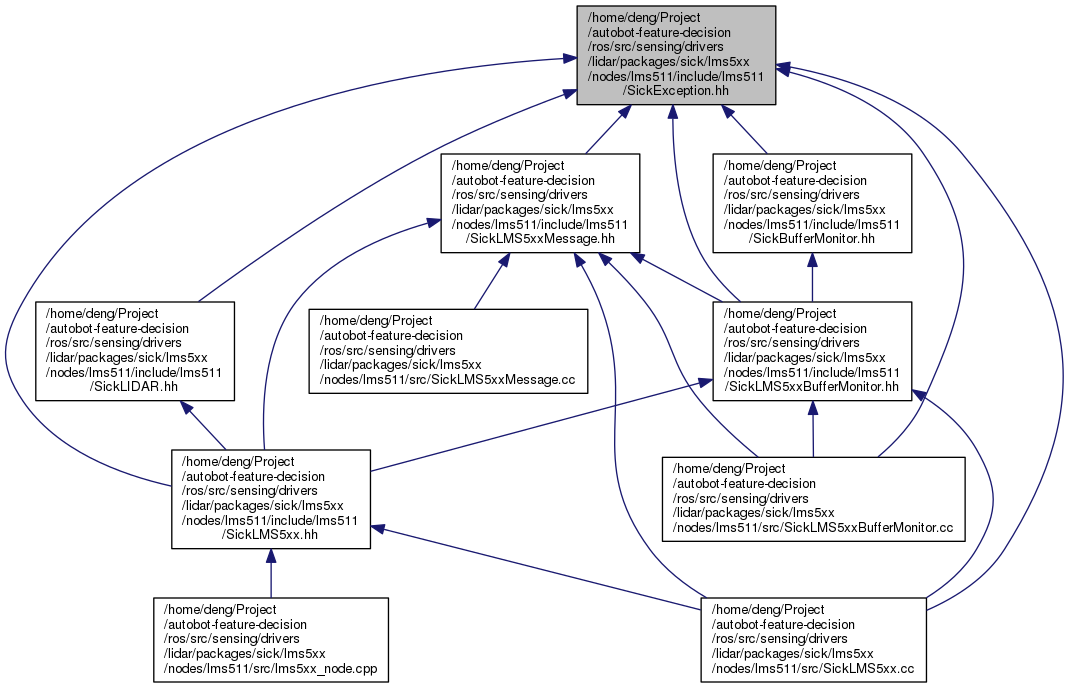 /home/deng/Project
/autobot-feature-decision
/ros/src/sensing/drivers
/lidar/packages/sick/lms5xx
/nodes/lms511/include/lms511
/SickException.hh
/home/deng/Project
/autobot-feature-decision
/ros/src/sensing/drivers
/lidar/packages/sick/lms5xx
/nodes/lms511/include/lms511
/SickLMS5xxMessage.hh
/home/deng/Project
/autobot-feature-decision
/ros/src/sensing/drivers
/lidar/packages/sick/lms5xx
/nodes/lms511/include/lms511
/SickBufferMonitor.hh
/home/deng/Project
/autobot-feature-decision
/ros/src/sensing/drivers
/lidar/packages/sick/lms5xx
/nodes/lms511/include/lms511
/SickLIDAR.hh
/home/deng/Project
/autobot-feature-decision
/ros/src/sensing/drivers
/lidar/packages/sick/lms5xx
/nodes/lms511/src/SickLMS5xxMessage.cc
/home/deng/Project
/autobot-feature-decision
/ros/src/sensing/drivers
/lidar/packages/sick/lms5xx
/nodes/lms511/include/lms511
/SickLMS5xxBufferMonitor.hh
/home/deng/Project
/autobot-feature-decision
/ros/src/sensing/drivers
/lidar/packages/sick/lms5xx
/nodes/lms511/include/lms511
/SickLMS5xx.hh
/home/deng/Project
/autobot-feature-decision
/ros/src/sensing/drivers
/lidar/packages/sick/lms5xx
/nodes/lms511/src/SickLMS5xxBufferMonitor.cc
/home/deng/Project
/autobot-feature-decision
/ros/src/sensing/drivers
/lidar/packages/sick/lms5xx
/nodes/lms511/src/lms5xx_node.cpp
/home/deng/Project
/autobot-feature-decision
/ros/src/sensing/drivers
/lidar/packages/sick/lms5xx
/nodes/lms511/src/SickLMS5xx.cc